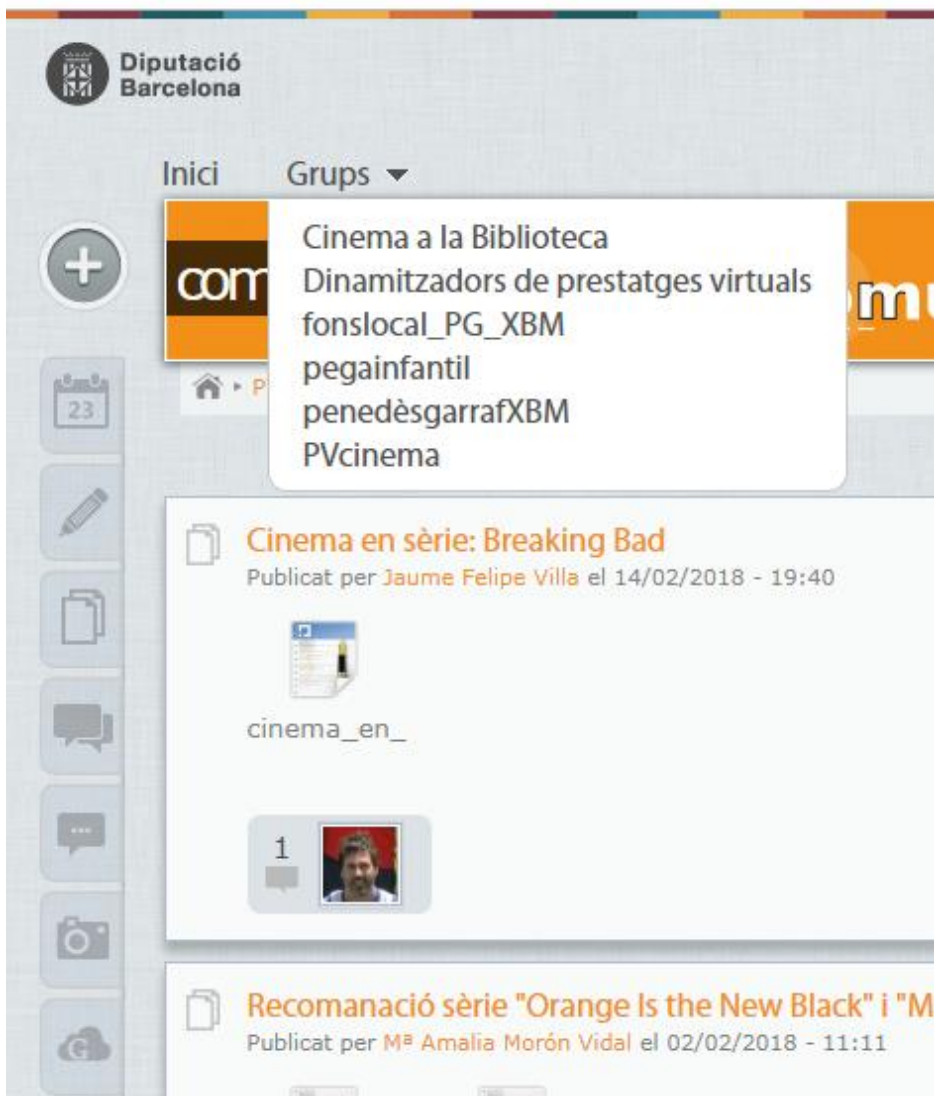 Diputació
Barcelona
Inici Grups
Cinema a la Biblioteca
Dinamitzadors de prestatges virtuals
fonslocal_PG_XBM
pegainfantil
penedèsgarrafXBM
PVcinema
com
mu
P
23
Cinema en sèrie: Breaking Bad
Publicat per Jaume Felipe Villa el 14/02/2018 - 19:40
cinema_en_
1
G
Recomanació sèrie "Orange Is the New Black" i "M
Publicat per Mª Amalia Morón Vidal el 02/02/2018 - 11:11